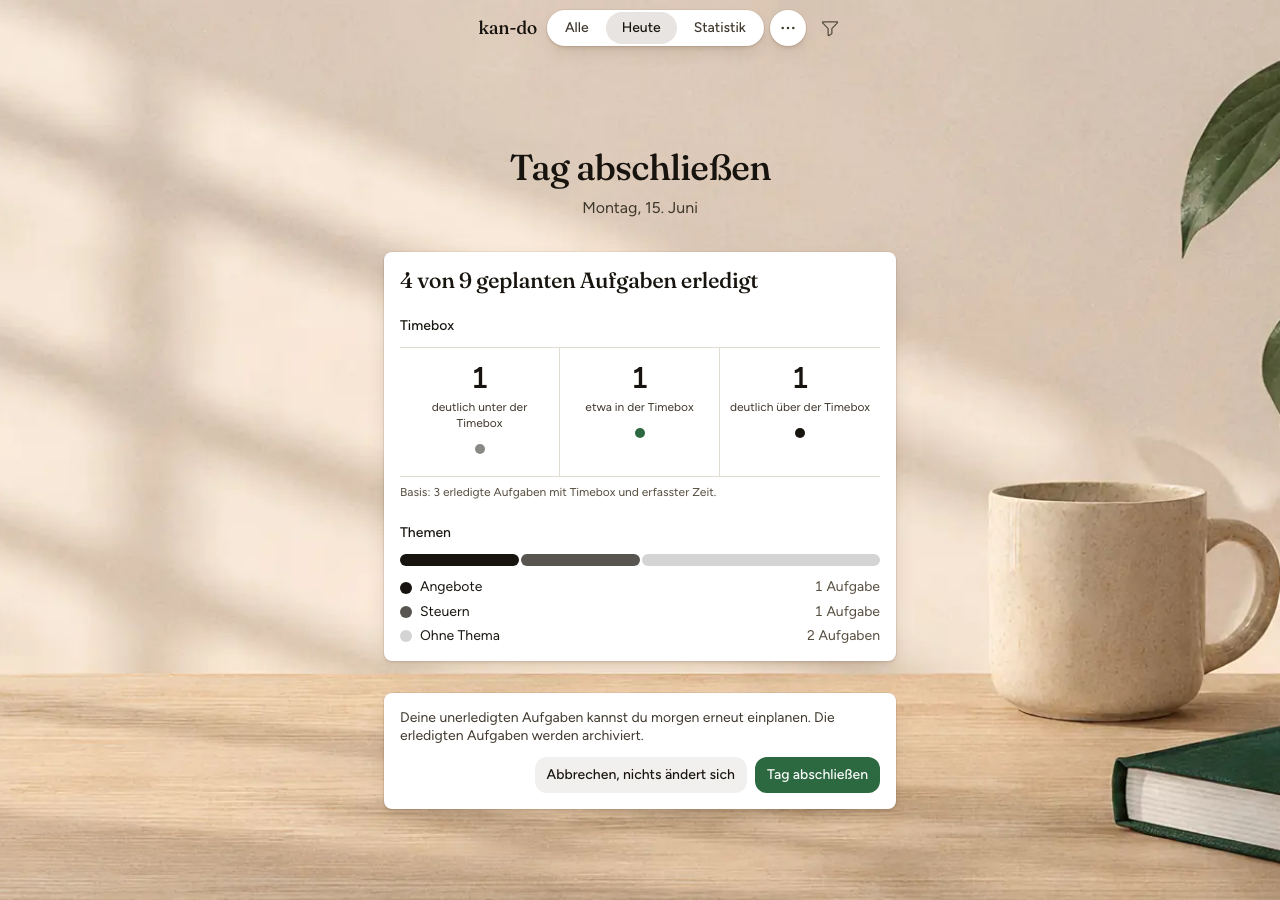 kan-do
Alle
Heute
Statistik
Tag abschließen
Montag, 15. Juni
4 von 9 geplanten Aufgaben erledigt
Timebox
1
deutlich unter der
Timebox
1
etwa in der Timebox
1
deutlich über der Timebox
Basis: 3 erledigte Aufgaben mit Timebox und erfasster Zeit.
Themen
Angebote 1 Aufgabe
Steuern 1 Aufgabe
Ohne Thema 2 Aufgaben
Deine unerledigten Aufgaben kannst du morgen erneut einplanen. Die
erledigten Aufgaben werden archiviert.
Abbrechen, nichts ändert sich
Tag abschließen